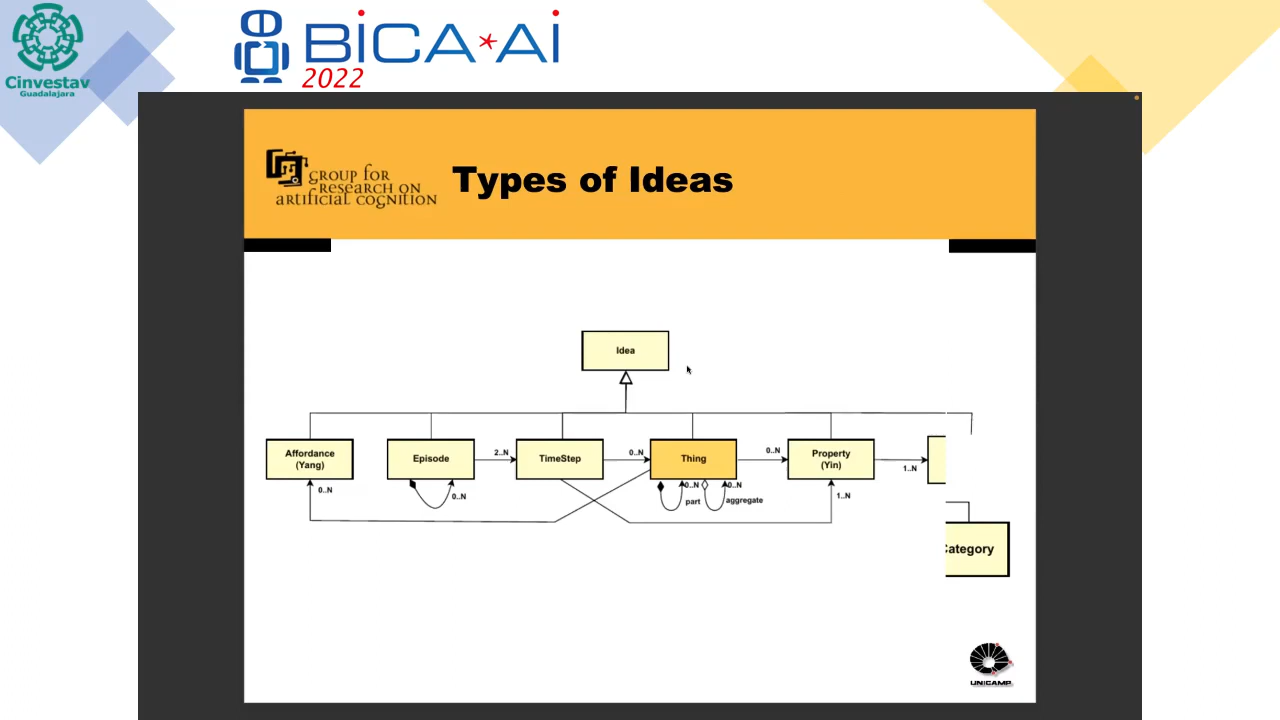 Cinvestav
Guadalajara
BiCA*Ai
2022
GROUP FOR
RESEARCH ON
ARTIFICIAL COGNITION
Types of Ideas
Idea
Affordance
(Yang)
Episode
2..N
TimeStep
0..N
Thing
0..N
Property
(Yin)
1..N
0..N
0..N
0..N
part
0..N
aggregate
1..N
Category
UNICAMP